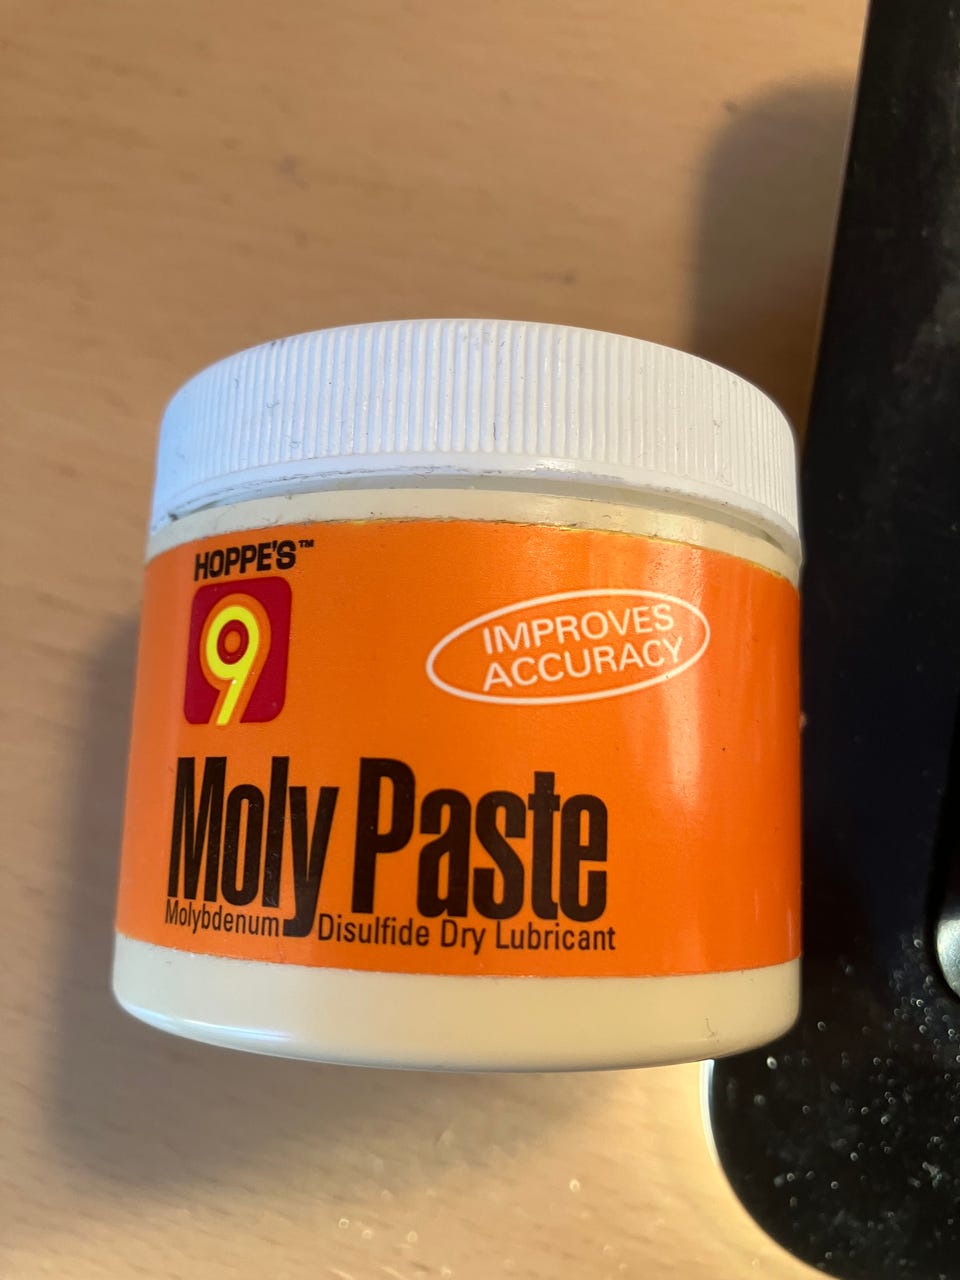 HOPPE'S™
9
IMPROVES
ACCURACY
Moly Paste
Molybdenum Disulfide Dry Lubricant